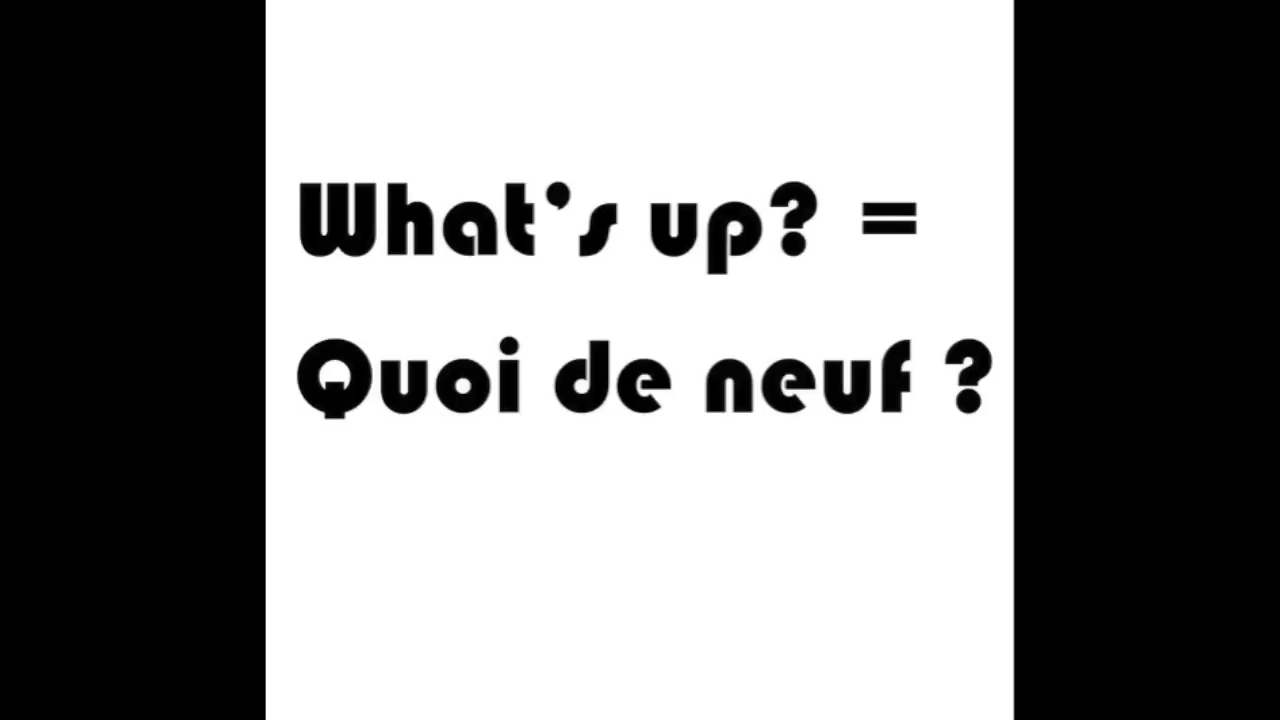 What's up? =
Quoi de neuf ?